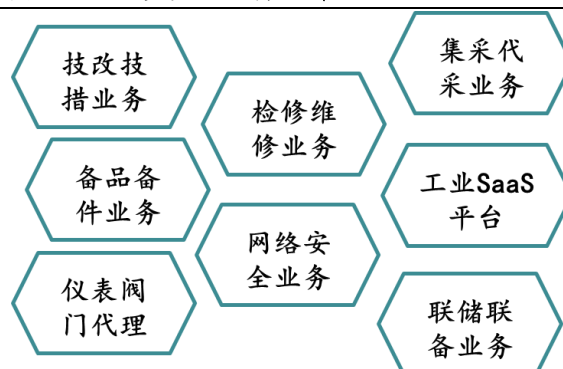 技改技
措业务
备品备
件业务
仪表阀
门代理
检修维
修业务
网络安
全业务
集采代
采业务
工业SaaS
平台
联储联
备业务